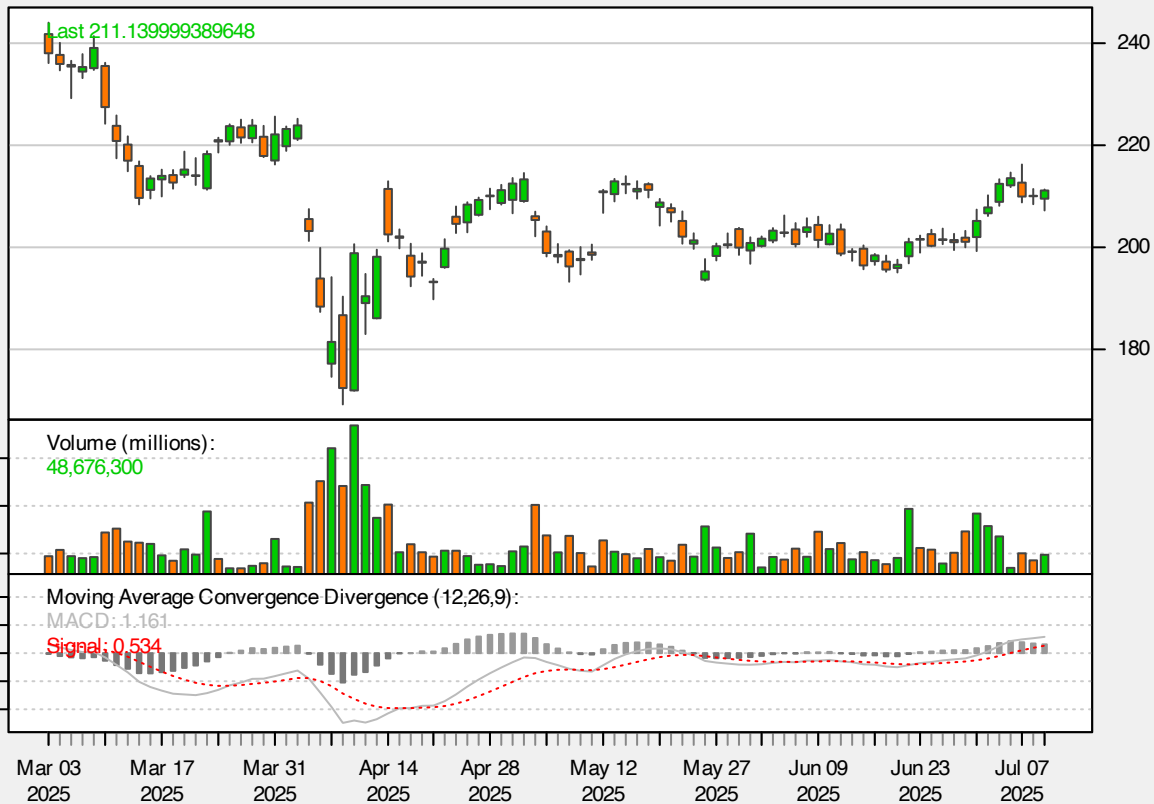 Last 211.139999389648
240
220
200
180
Volume (millions):
48,676,300
Moving Average Convergence Divergence (12,26,9):
MACD: 1.161
Signal: 0.534
Mar 03 Mar 17 Mar 31 Apr 14 Apr 28 May 12 May 27 Jun 09 Jun 23 Jul 07
2025 2025 2025 2025 2025 2025 2025 2025 2025 2025